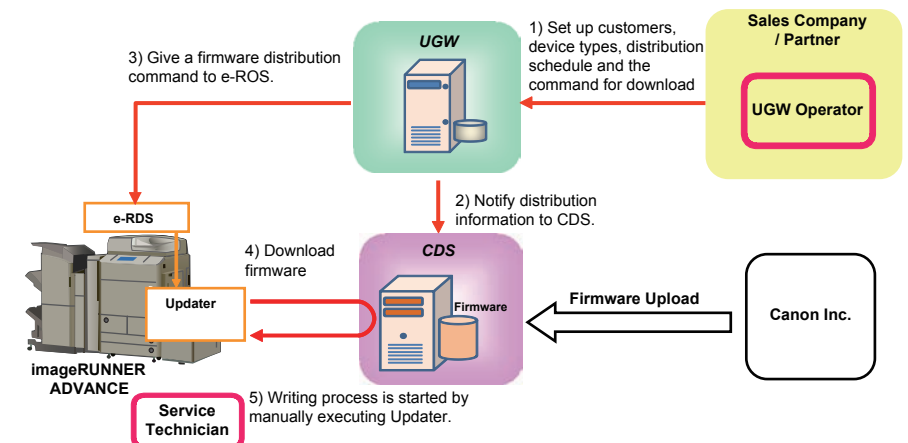 UGW
1) Set up customers,
device types, distribution
schedule and the
command for download
Sales Company
/ Partner
UGW Operator
3) Give a firmware distribution
command to e-ROS.
2) Notify distribution
information to CDS.
e-RDS
4) Download
firmware
CDS
Updater
Firmware
Firmware Upload
Canon Inc.
imageRUNNER
ADVANCE
5) Writing process is started by
manually executing Updater.
Service
Technician